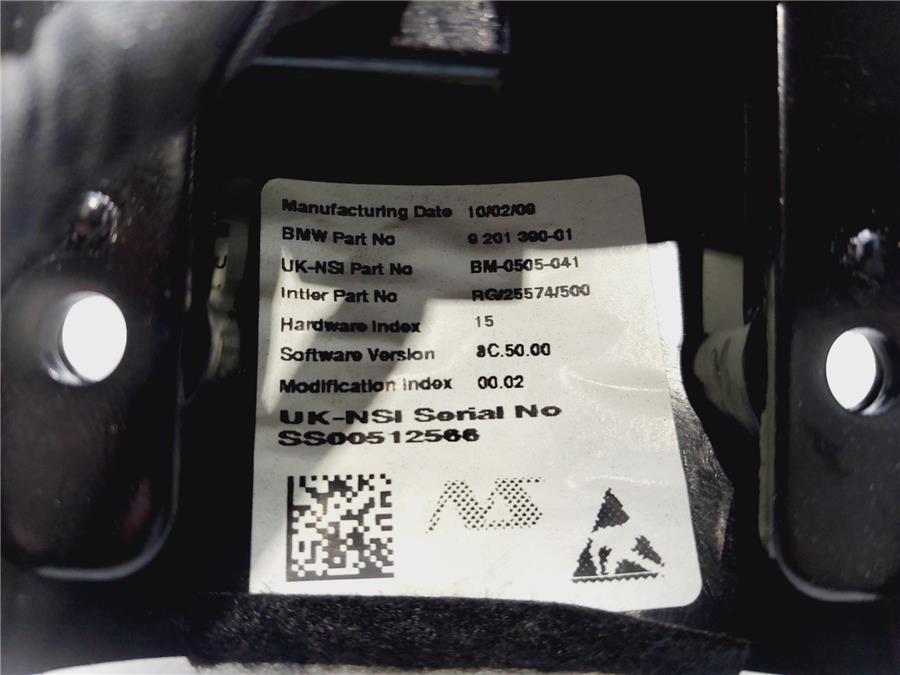 Manufacturing Date 10/02/09
BMW Part No 9 201 390-01
UK-NSI Part No BM-0505-041
Intier Part No RG/25574/500
Hardware Index 15
Software Version 8C.50.00
Modification Index 00.02
UK-NSI Serial No
SS00512566
NS